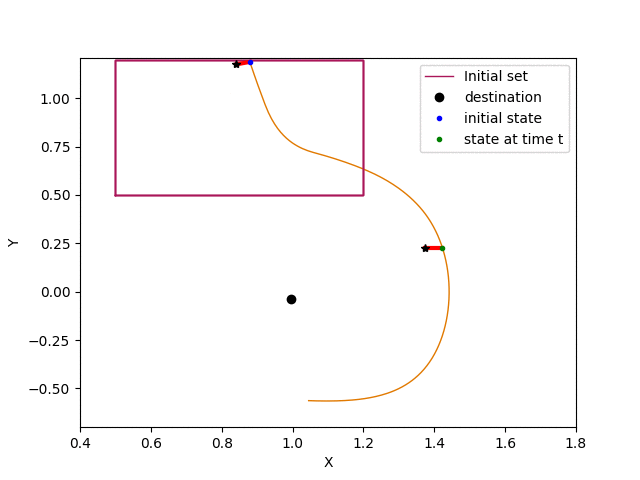 Initial set
destination
initial state
state at time t
1.00
0.75
0.50
0.25
0.00
−0.25
−0.50
Y
0.4 0.6 0.8 1.0 1.2 1.4 1.6 1.8
X